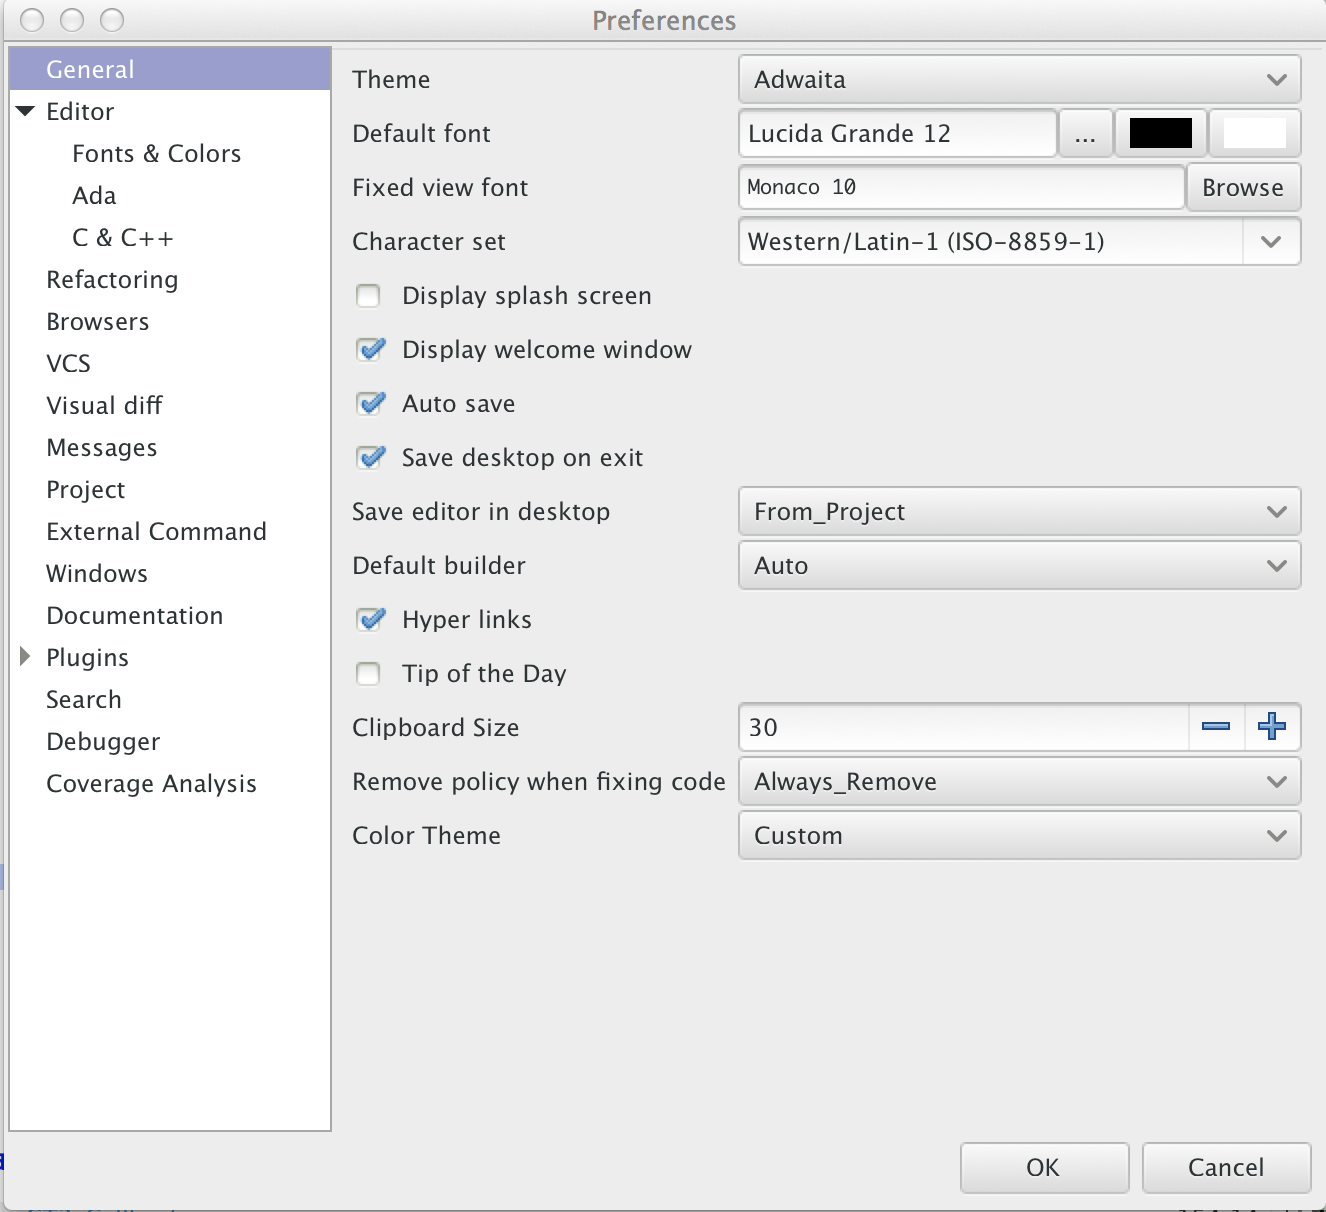 Preferences
General
Editor
Fonts & Colors
Ada
C & C++
Refactoring
Browsers
VCS
Visual diff
Messages
Project
External Command
Windows
Documentation
Plugins
Search
Debugger
Coverage Analysis
Theme Adwaita
Default font Lucida Grande 12 ...
Fixed view font Monaco 10 Browse
Character set Western/Latin-1 (ISO-8859-1)
Display splash screen
Display welcome window
Auto save
Save desktop on exit
Save editor in desktop From_Project
Default builder Auto
Hyper links
Tip of the Day
Clipboard Size 30
Remove policy when fixing code Always_Remove
Color Theme Custom
OK Cancel